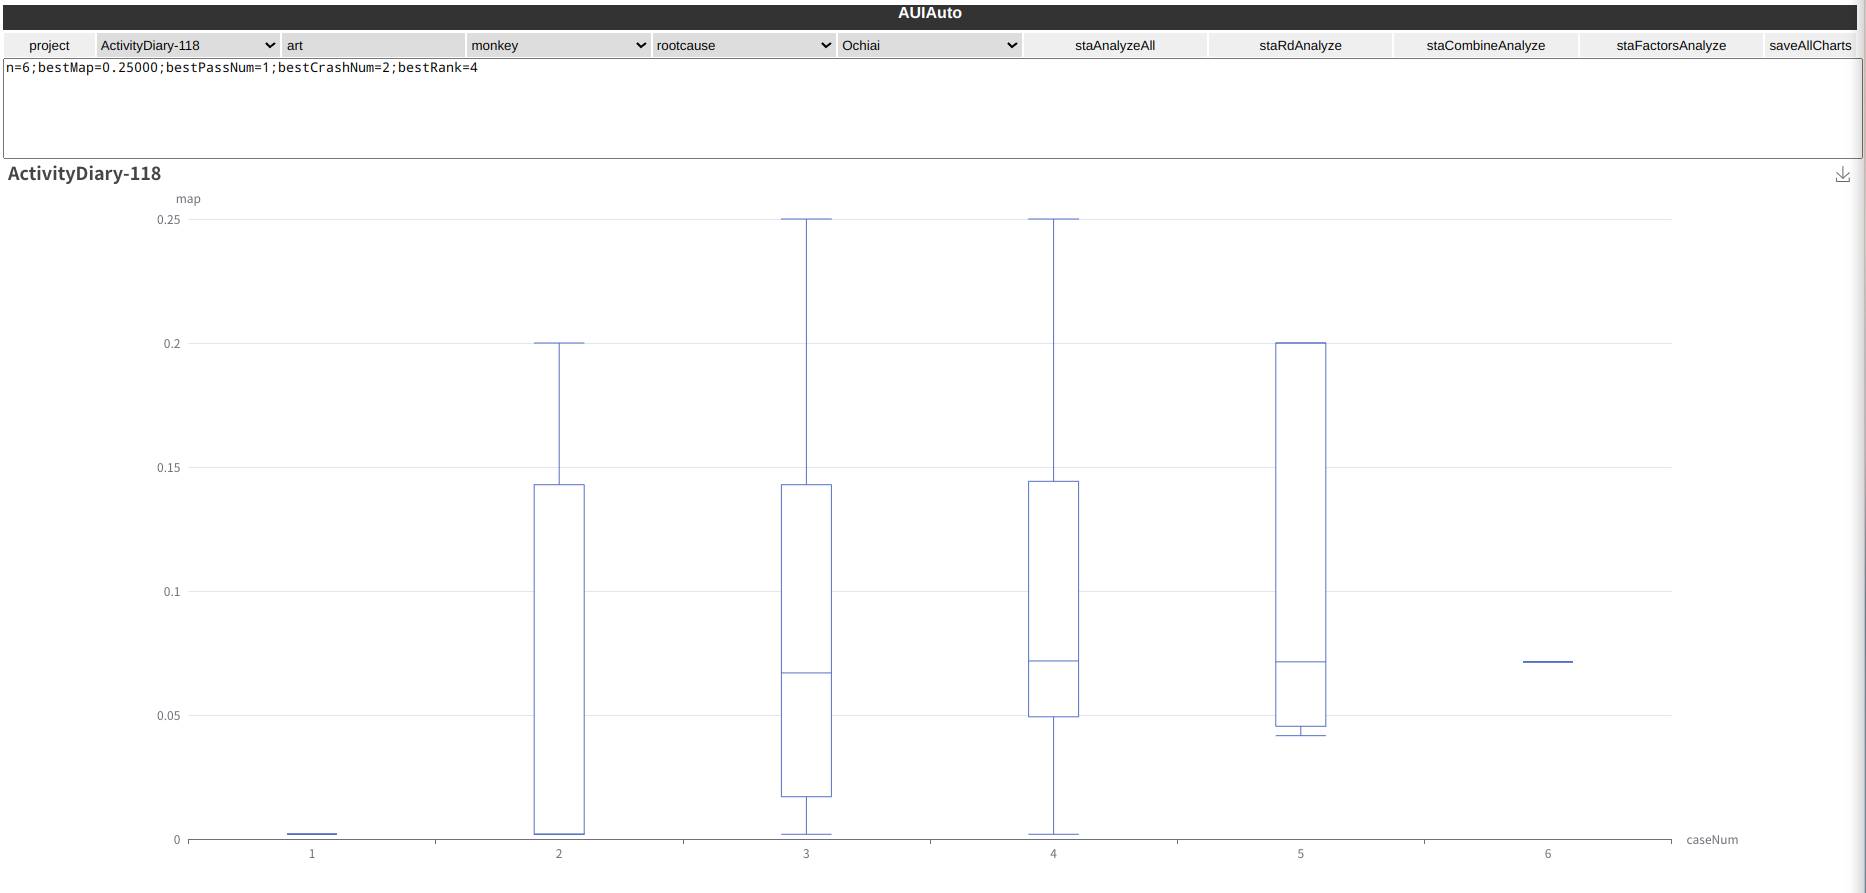 AUIAuto
project ActivityDiary-118 art monkey rootcause Ochiai staAnalyzeAll staRdAnalyze staCombineAnalyze staFactorsAnalyze saveAllCharts
n=6;bestMap=0.25000;bestPassNum=1;bestCrashNum=2;bestRank=4
ActivityDiary-118
map
0.25
0.2
0.15
0.1
0.05
0
caseNum
1 2 3 4 5 6